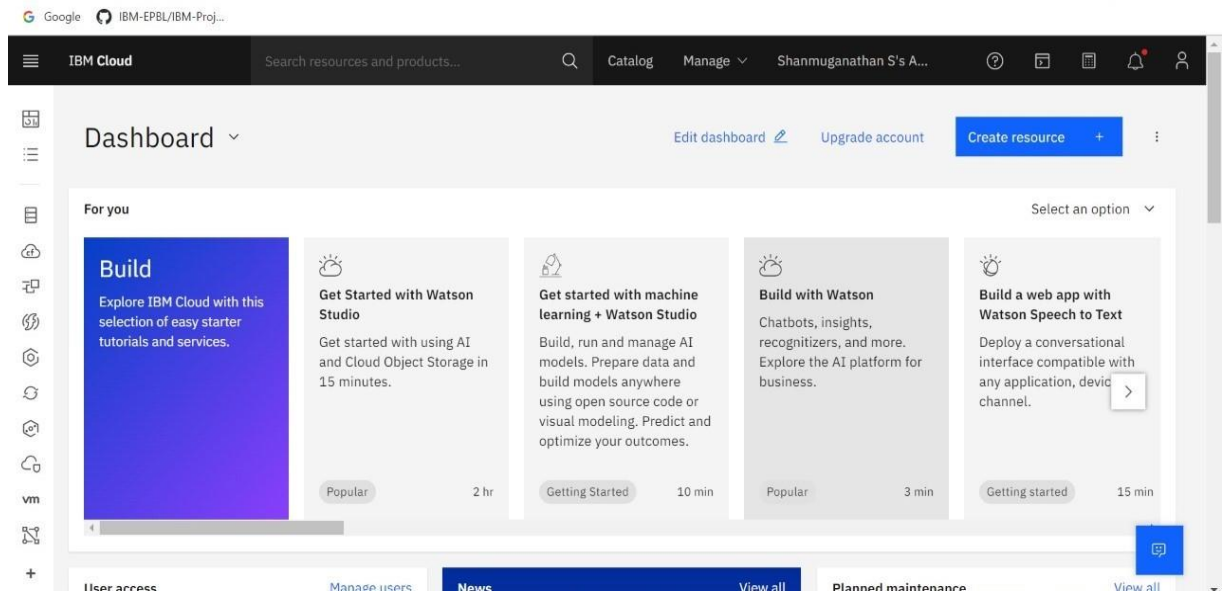 Google IBM-EPBL/IBM-Proj...
IBM Cloud Search resources and products... Catalog Manage Shanmuganathan S's A...
Dashboard Edit dashboard Upgrade account Create resource +
For you Select an option
Build
Explore IBM Cloud with this
selection of easy starter
tutorials and services.
Get Started with Watson
Studio
Get started with using AI
and Cloud Object Storage in
15 minutes.
Popular 2 hr
Get started with machine
learning + Watson Studio
Build, run and manage AI
models. Prepare data and
build models anywhere
using open source code or
visual modeling. Predict and
optimize your outcomes.
Getting Started 10 min
Build with Watson
Chatbots, insights,
recognitizers, and more.
Explore the AI platform for
business.
Popular 3 min
Build a web app with
Watson Speech to Text
Deploy a conversational
interface compatible with
any application, devic
channel.
Getting started 15 min
cf
vm
User access Manage users
News View all
Planned maintenance View all